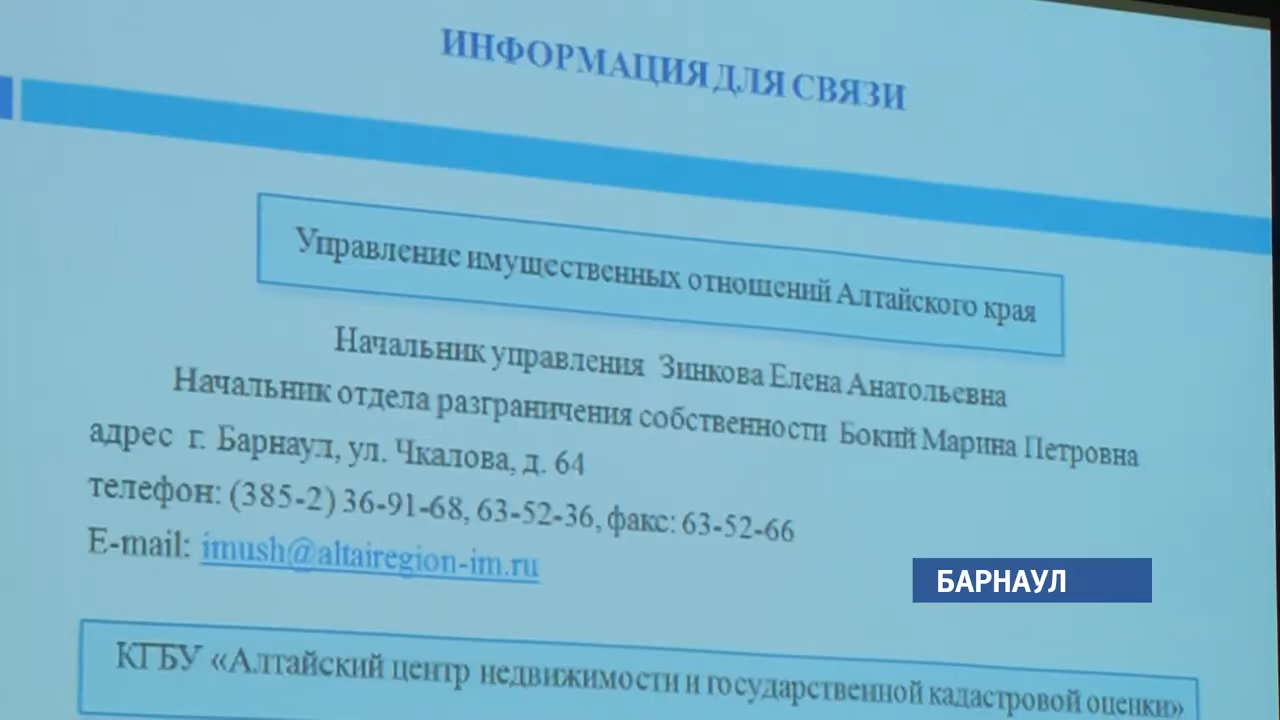 ИНФОРМАЦИЯ ДЛЯ СВЯЗИ
Управление имущественных отношений Алтайского края
Начальник управления Зинкова Елена Анатольевна
Начальник отдела разграничения собственности Бокий Марина Петровна
адрес г. Барнаул, ул. Чкалова, д. 64
телефон: (385-2) 36-91-68, 63-52-36, факс: 63-52-66
E-mail: imush@altairegion-im.ru
БАРНАУЛ
КГБУ «Алтайский центр недвижимости и государственной кадастровой оценки»